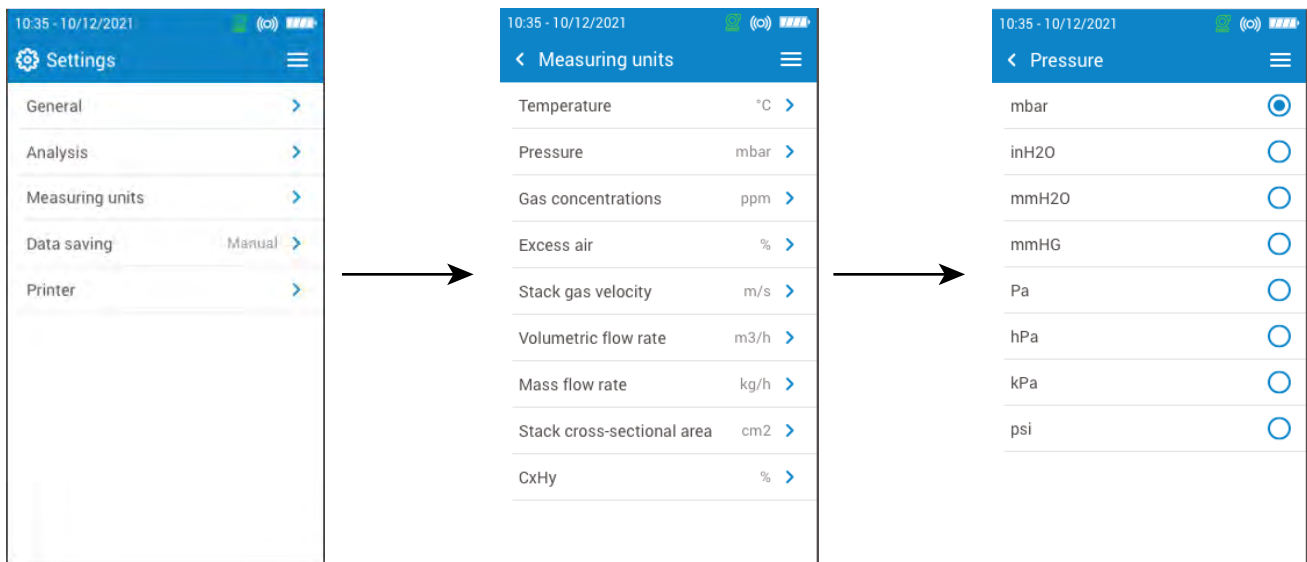 10:35 - 10/12/2021
Settings
General
Analysis
Measuring units
Data saving Manual
Printer
10:35 - 10/12/2021
Measuring units
Temperature °C
Pressure mbar
Gas concentrations ppm
Excess air %
Stack gas velocity m/s
Volumetric flow rate m3/h
Mass flow rate kg/h
Stack cross-sectional area cm2
CxHy %
10:35 - 10/12/2021
Pressure
mbar
inH2O
mmH2O
mmHG
Pa
hPa
kPa
psi